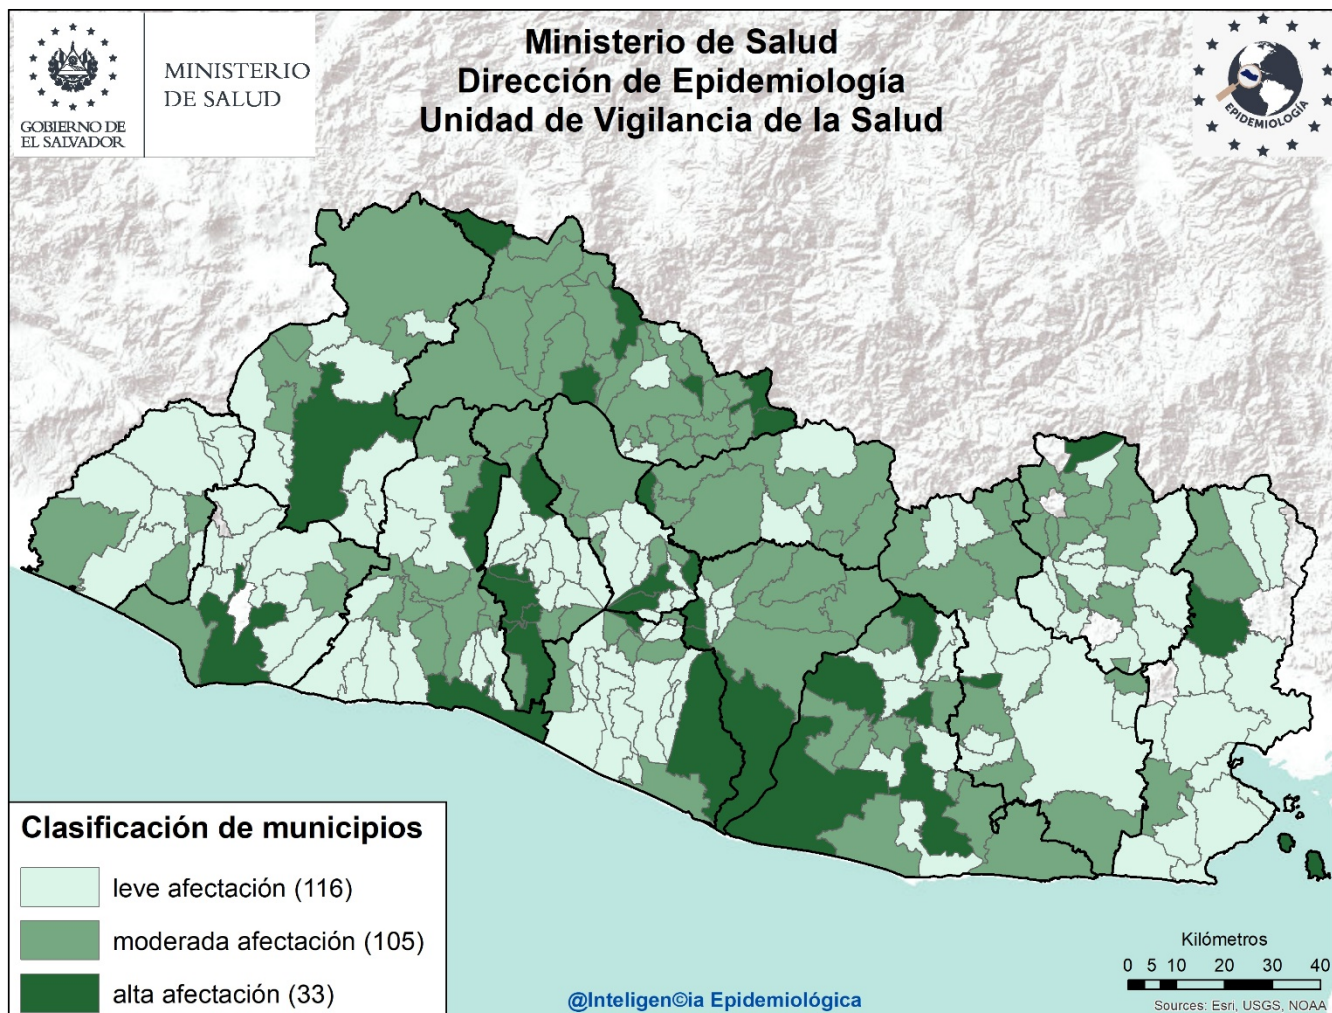 GOBIERNO DE
EL SALVADOR
MINISTERIO
DE SALUD
Ministerio de Salud
Dirección de Epidemiología
Unidad de Vigilancia de la Salud
EPIDEMIOLOGÍA
Clasificación de municipios
leve afectación (116)
moderada afectación (105)
alta afectación (33)
@Inteligen©ia Epidemiológica
Kilómetros
0 5 10 20 30 40
Sources: Esri, USGS, NOAA